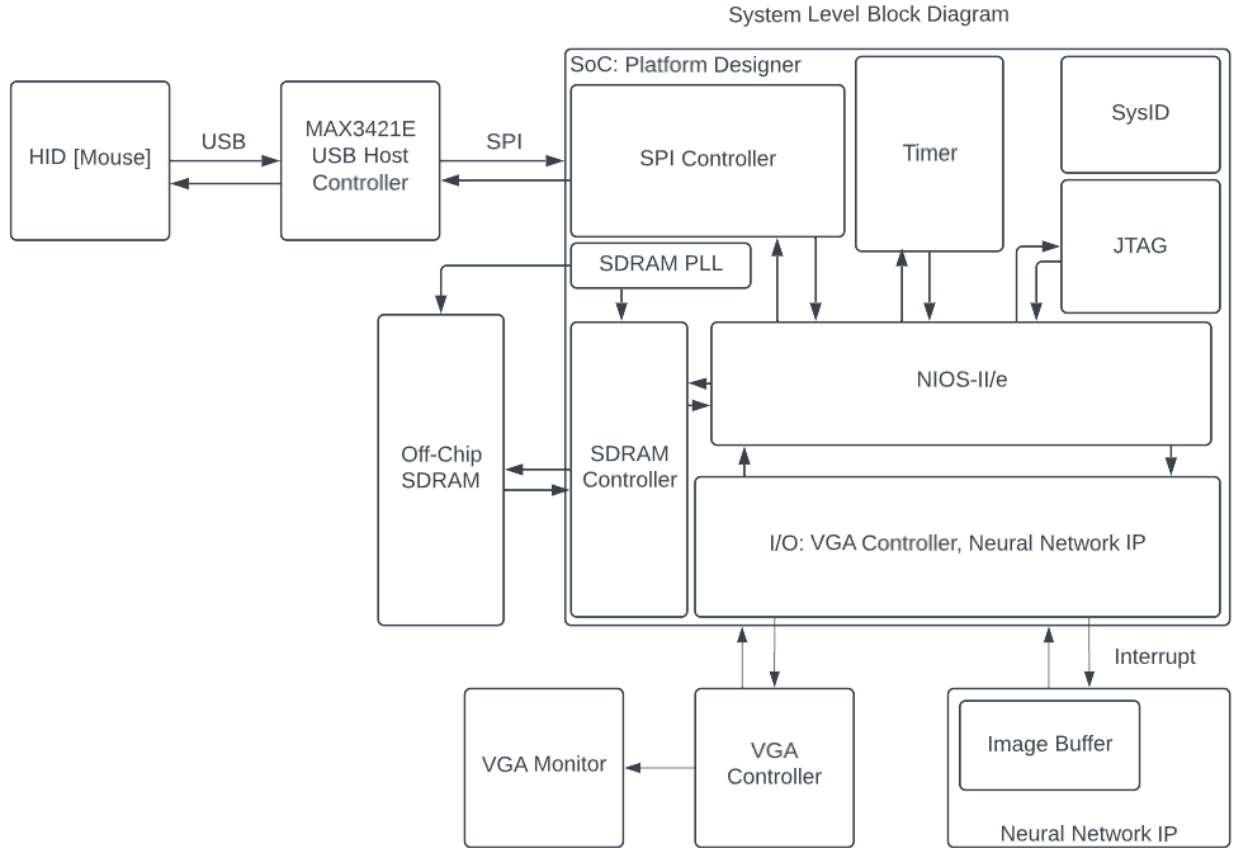 System Level Block Diagram
SoC: Platform Designer
HID [Mouse]
USB
MAX3421E
USB Host
Controller
SPI
SPI Controller
Timer
SysID
JTAG
SDRAM PLL
NIOS-II/e
Off-Chip
SDRAM
SDRAM
Controller
I/O: VGA Controller, Neural Network IP
Interrupt
VGA Monitor
VGA
Controller
Image Buffer
Neural Network IP